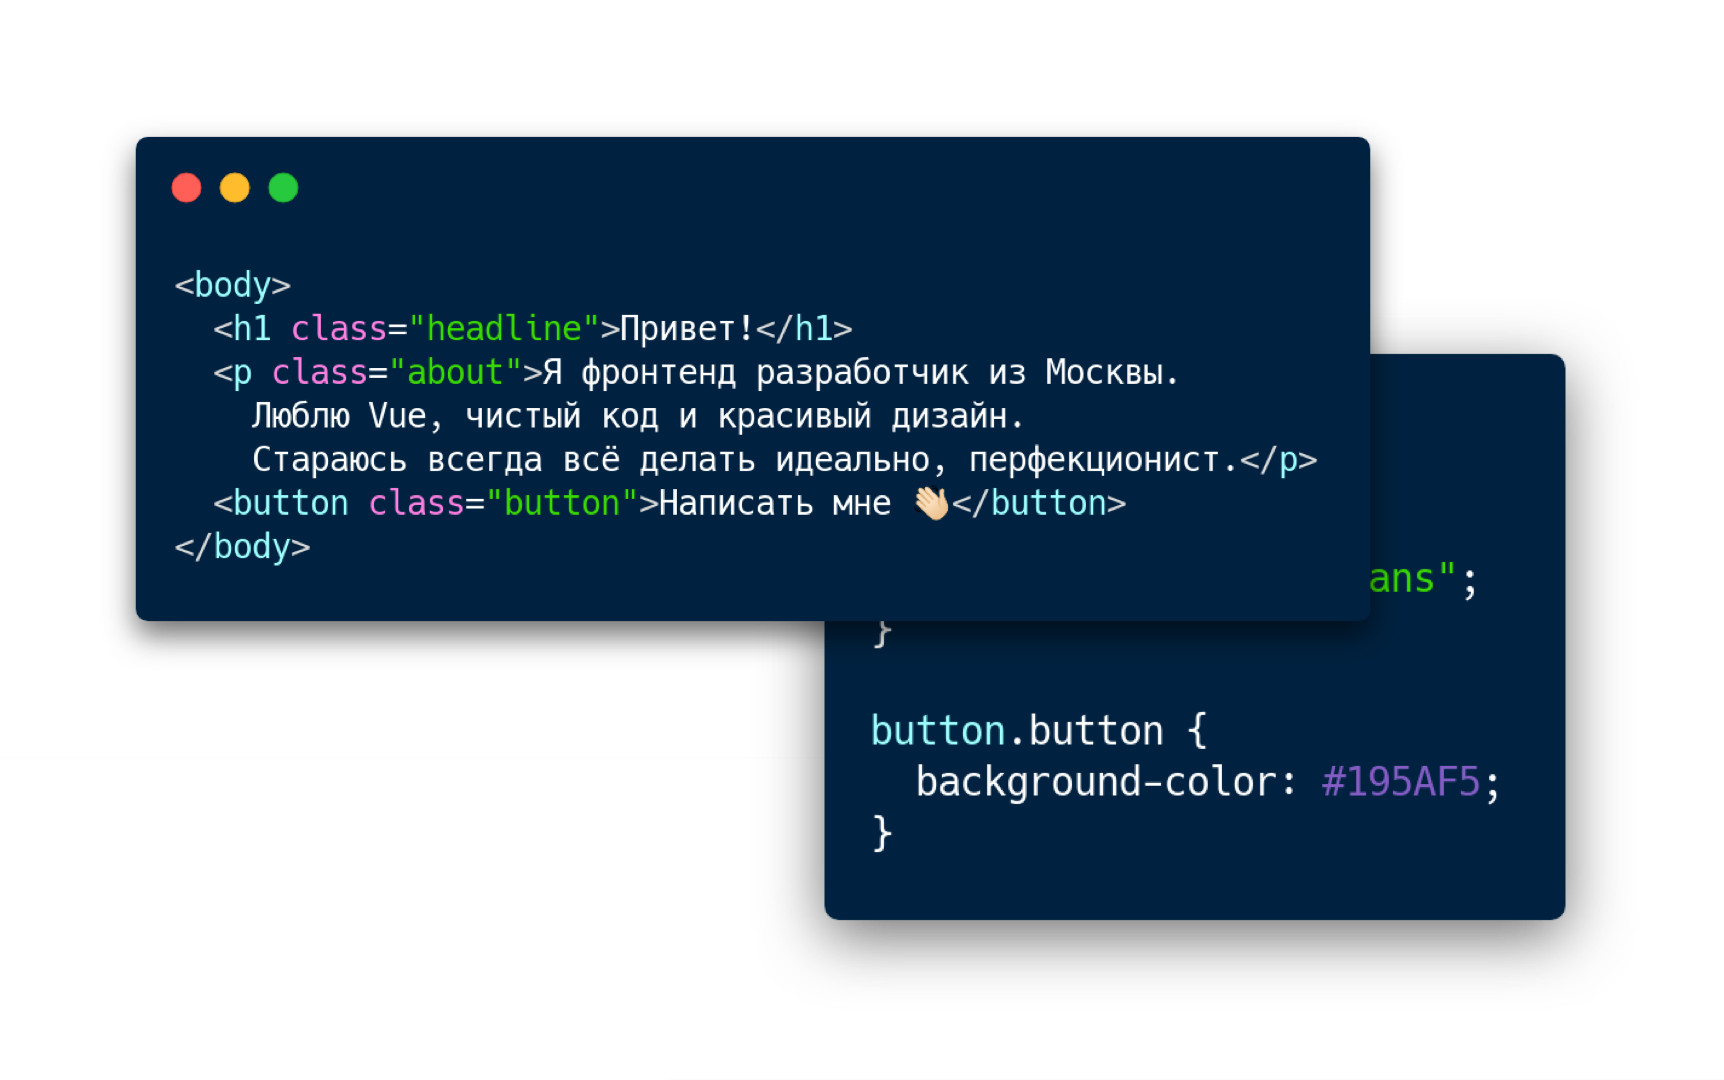 <body>
<h1 class="headline">Привет!</h1>
<p class="about">Я фронтенд разработчик из Москвы.
Люблю Vue, чистый код и красивый дизайн.
Стараюсь всегда всё делать идеально, перфекционист.</p>
<button class="button">Написать мне 👋🏻</button>
</body>
ans";
}
button.button {
background-color: #195AF5;
}